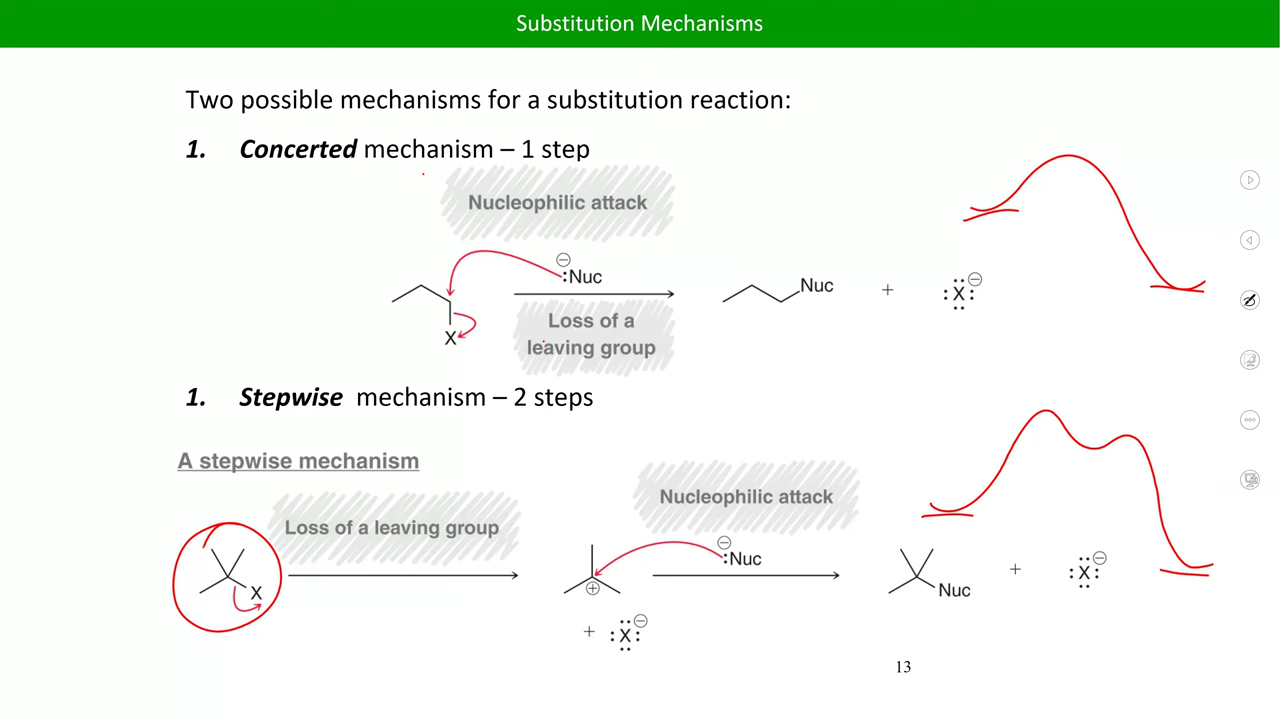 Substitution Mechanisms
Two possible mechanisms for a substitution reaction:
1. Concerted mechanism – 1 step
Nucleophilic attack
⊖
:Nuc
X
Loss of a
leaving group
Nuc
+ :X: ⊖
1. Stepwise mechanism – 2 steps
A stepwise mechanism
Loss of a leaving group
X
⊕
+ :X: ⊖
Nucleophilic attack
⊖
:Nuc
Nuc
+ :X: ⊖
13